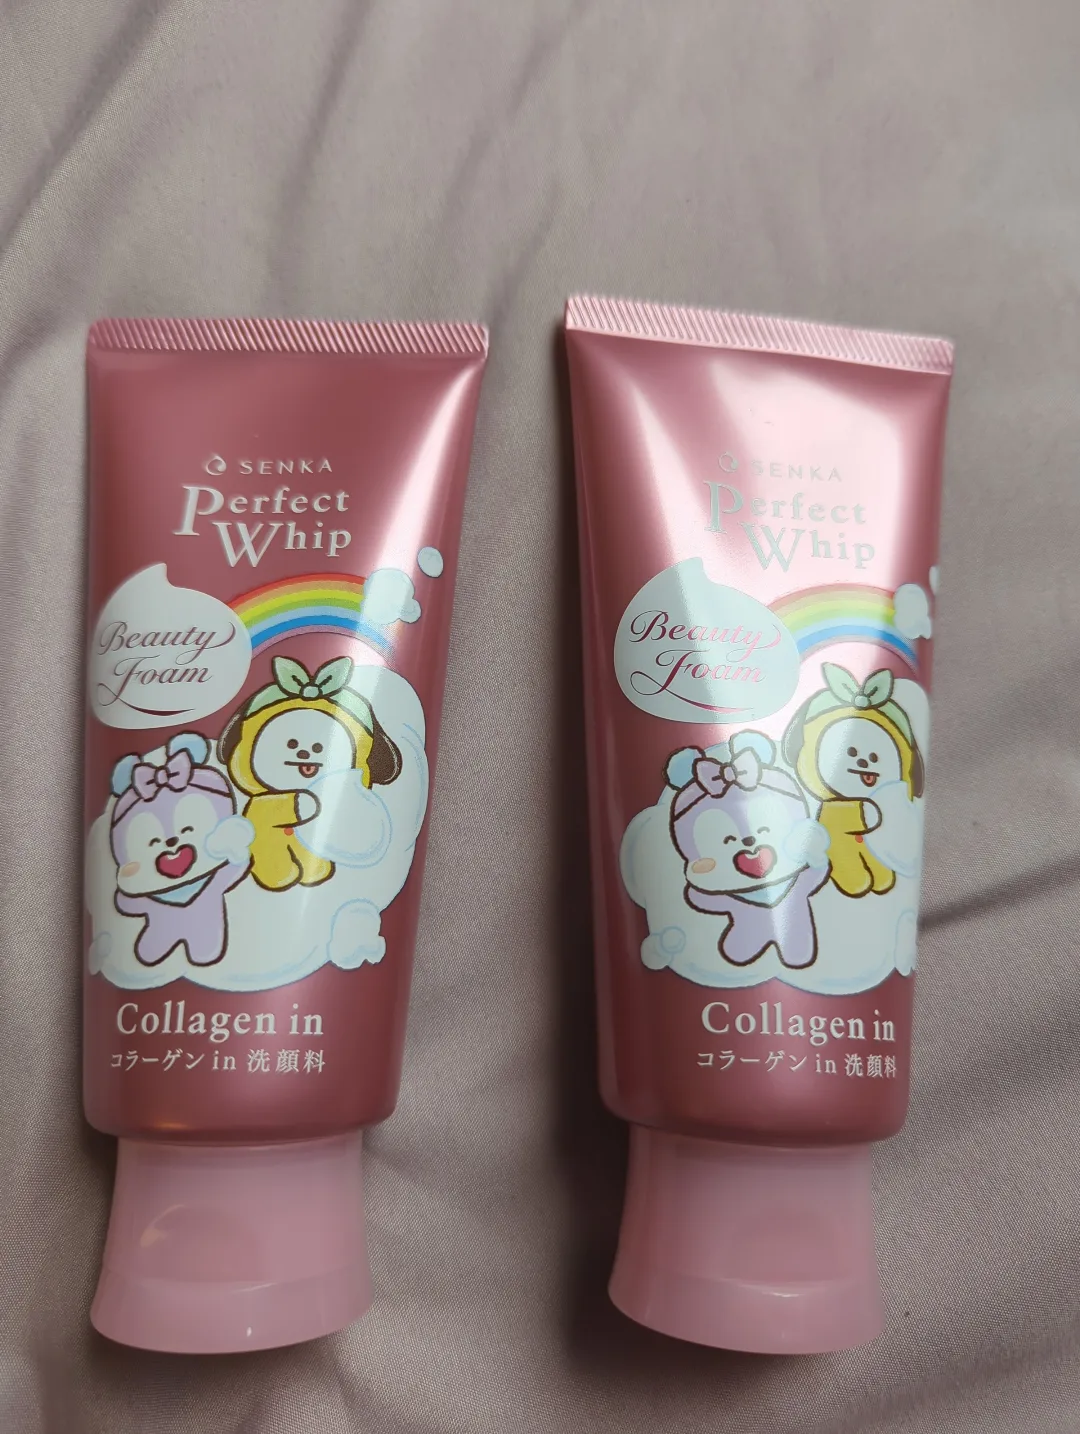 SENKA
Perfect
Whip
Beauty
Foam
Collagen in
コラーゲン in 洗顔料
SENKA
Perfect
Whip
Beauty
Foam
Collagen in
コラーゲン in 洗顔料